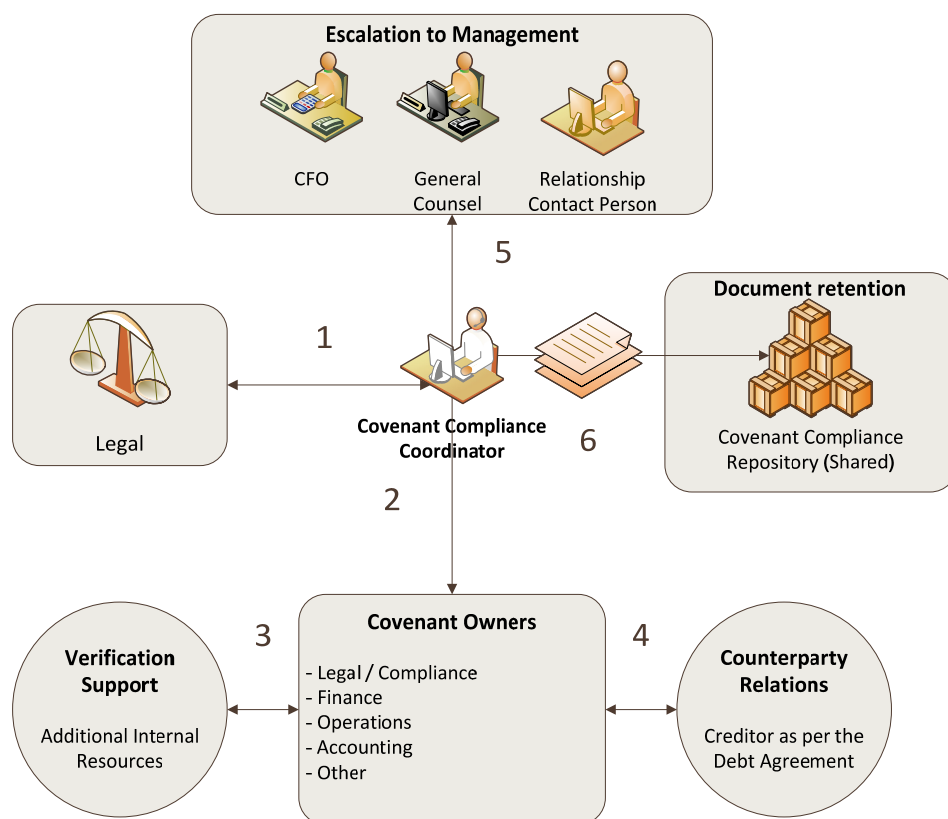 Escalation to Management
CFO
General
Counsel
Relationship
Contact Person
5
Document retention
1
Legal
Covenant Compliance
Coordinator
6
Covenant Compliance
Repository (Shared)
2
3
Verification
Support
Additional Internal
Resources
Covenant Owners
- Legal / Compliance
- Finance
- Operations
- Accounting
- Other
4
Counterparty
Relations
Creditor as per the
Debt Agreement